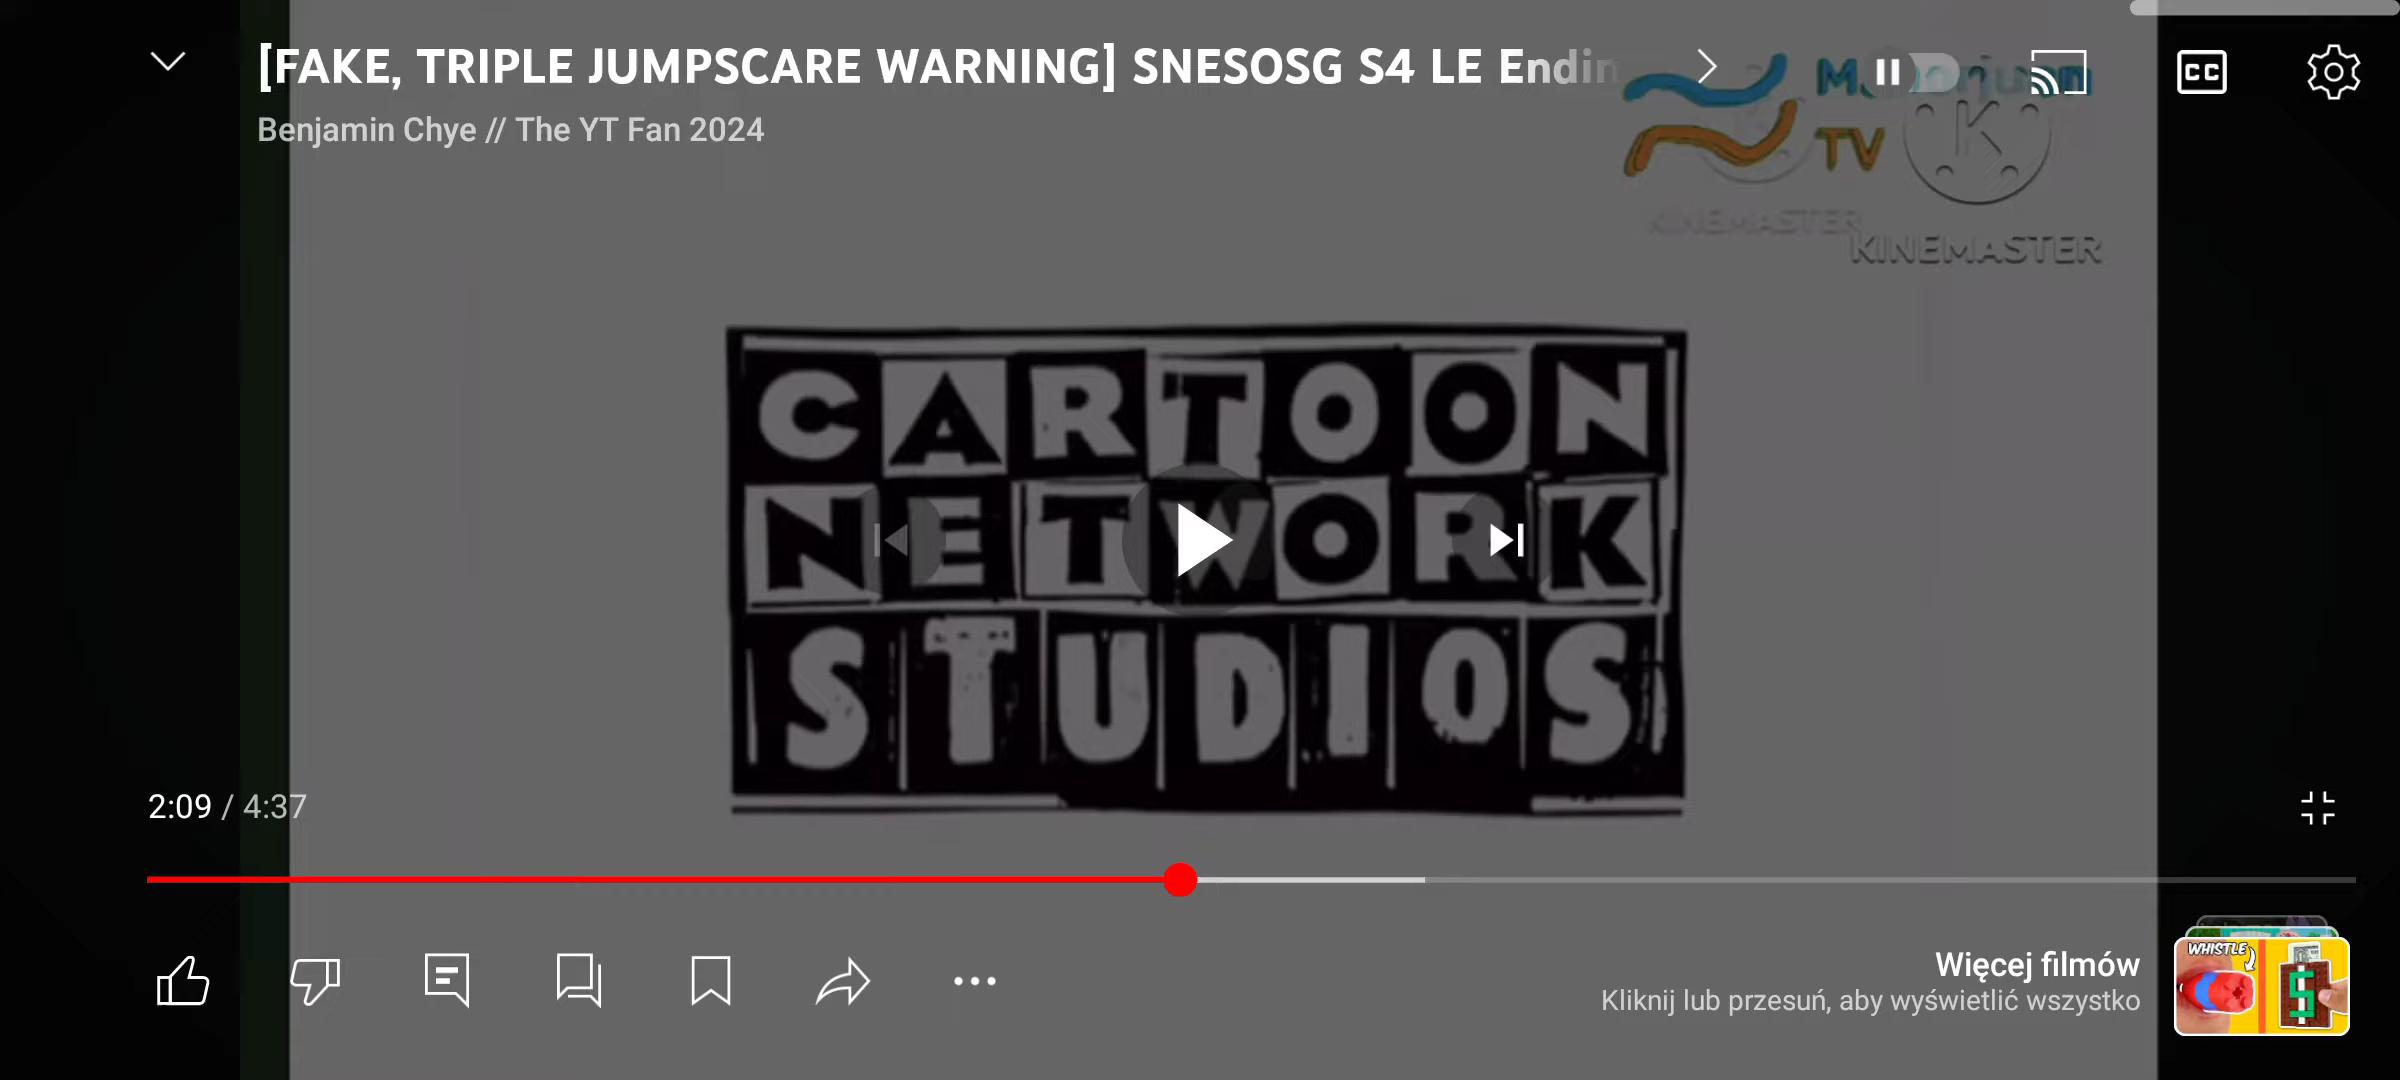 [FAKE, TRIPLE JUMPSCARE WARNING] SNESOSG S4 LE Endin
Benjamin Chye // The YT Fan 2024
CC
TV
K
KINEMASTER
KINEMASTER
CARTOON
NETWORK
STUDIOS
2:09 / 4:37
Więcej filmów
Kliknij lub przesuń, aby wyświetlić wszystko
WHISTLE
$